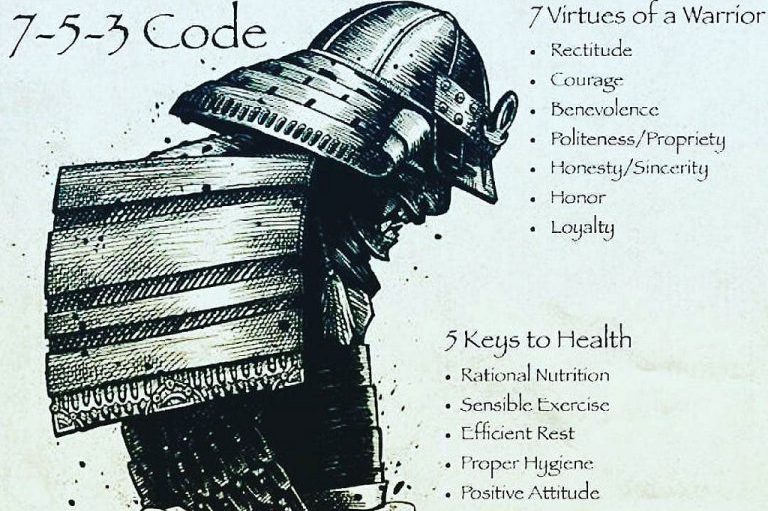 7-5-3 Code
7 Virtues of a Warrior
• Rectitude
• Courage
• Benevolence
• Politeness/Propriety
• Honesty/Sincerity
• Honor
• Loyalty
5 Keys to Health
• Rational Nutrition
• Sensible Exercise
• Efficient Rest
• Proper Hygiene
• Positive Attitude